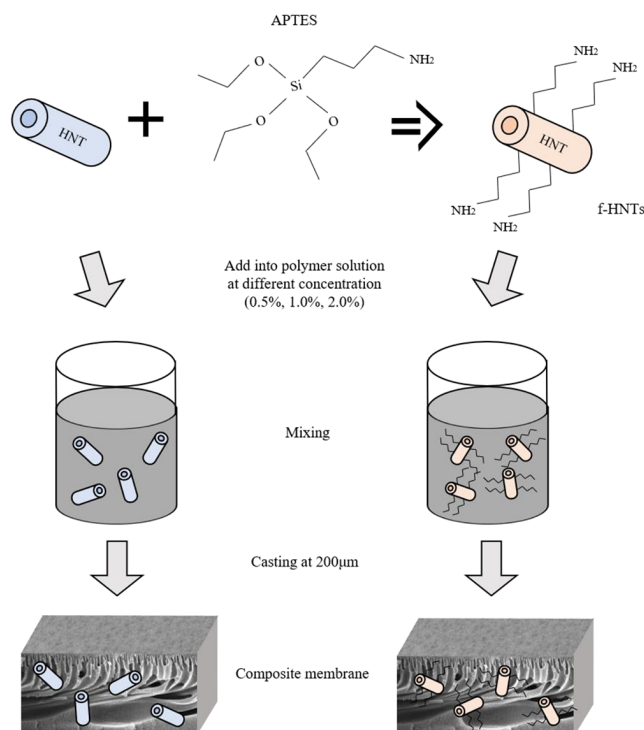 APTES
O
NH2
Si
O
O
HNT
HNT
NH2
NH2
NH2
NH2
f-HNTs
Add into polymer solution
at different concentration
(0.5%, 1.0%, 2.0%)
Mixing
Casting at 200μm
Composite membrane